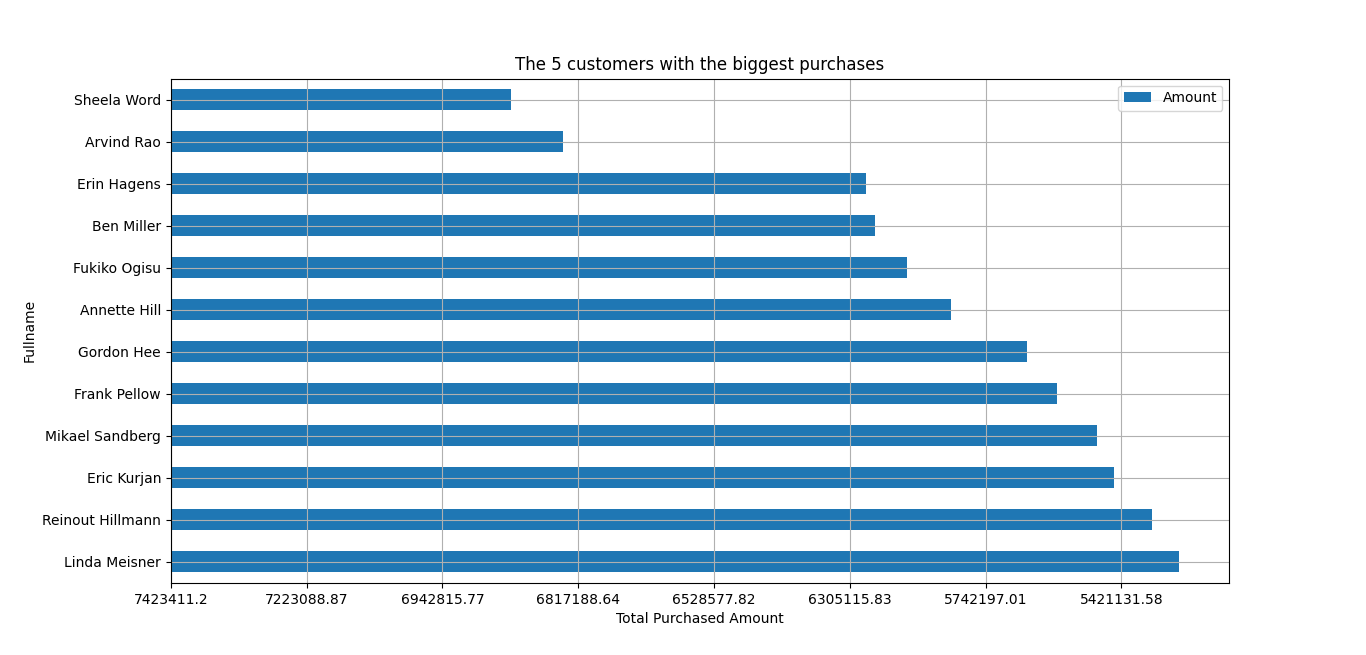 The 5 customers with the biggest purchases
Amount
Sheela Word
Arvind Rao
Erin Hagens
Ben Miller
Fukiko Ogisu
Annette Hill
Gordon Hee
Frank Pellow
Mikael Sandberg
Eric Kurjan
Reinout Hillmann
Linda Meisner
Fullname
7423411.2 7223088.87 6942815.77 6817188.64 6528577.82 6305115.83 5742197.01 5421131.58
Total Purchased Amount